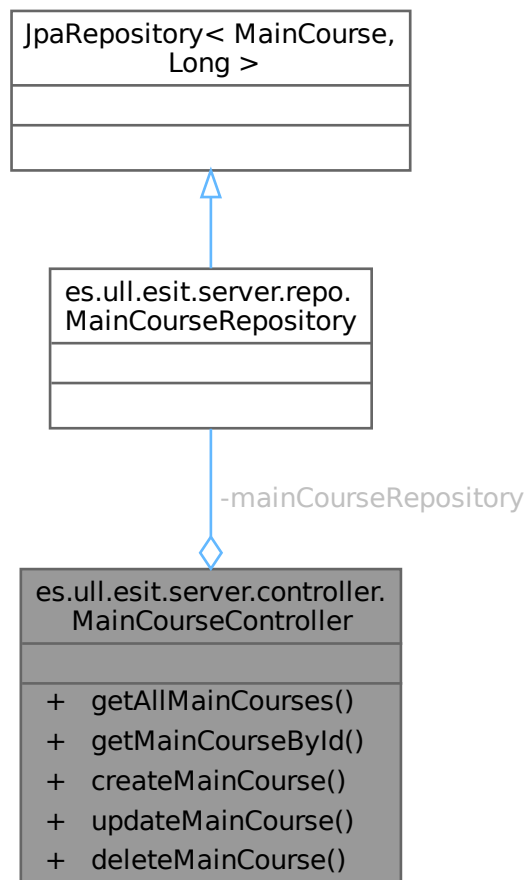 JpaRepository< MainCourse,
Long >
es.ull.esit.server.repo.
MainCourseRepository
-mainCourseRepository
es.ull.esit.server.controller.
MainCourseController
+ getAllMainCourses()
+ getMainCourseById()
+ createMainCourse()
+ updateMainCourse()
+ deleteMainCourse()